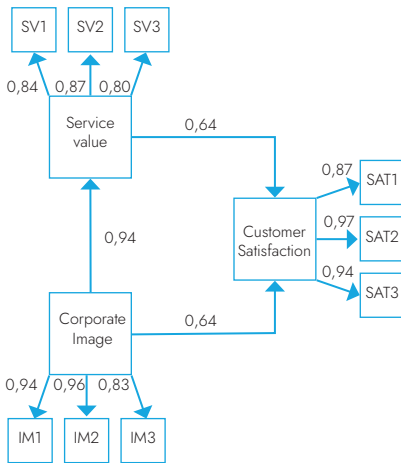 SV1
SV2
SV3
0,84
0,87
0,80
Service
value
0,64
0,87
SAT1
0,97
SAT2
Customer
Satisfaction
0,94
0,94
SAT3
Corporate
Image
0,64
0,94
0,96
0,83
IM1
IM2
IM3